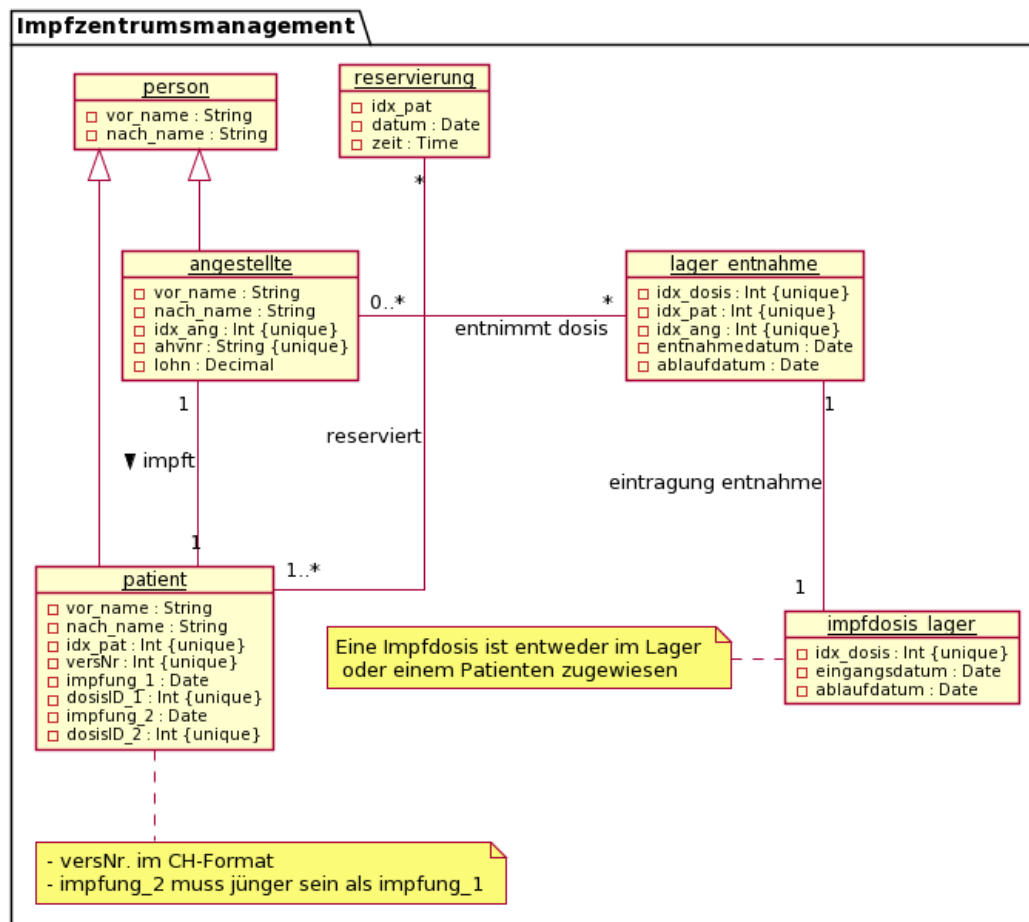 Impfzentrumsmanagement
person
vor_name : String
nach_name : String
reservierung
idx_pat
datum : Date
zeit : Time
*
angestellte
vor_name : String
nach_name : String
idx_ang : Int {unique}
ahvnr : String {unique}
lohn : Decimal
0..*
*
entnimmt dosis
lager_entnahme
idx_dosis : Int {unique}
idx_pat : Int {unique}
idx_ang : Int {unique}
entnahmedatum : Date
ablaufdatum : Date
1
1
reserviert
impft
eintragung entnahme
1
1..*
1
patient
vor_name : String
nach_name : String
idx_pat : Int {unique}
versNr : Int {unique}
impfung_1 : Date
dosisID_1 : Int {unique}
impfung_2 : Date
dosisID_2 : Int {unique}
Eine Impfdosis ist entweder im Lager
oder einem Patienten zugewiesen
impfdosis_lager
idx_dosis : Int {unique}
eingangsdatum : Date
ablaufdatum : Date
- versNr. im CH-Format
- impfung_2 muss jünger sein als impfung_1